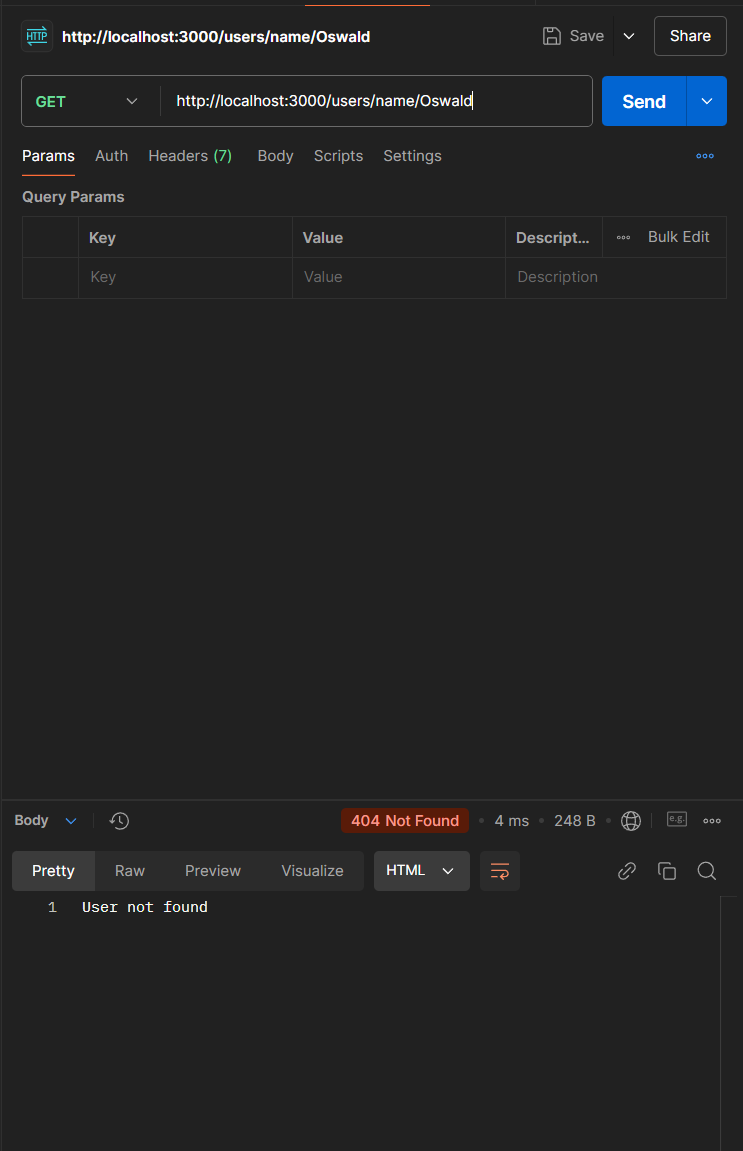 HTTP http://localhost:3000/users/name/Oswald Save Share
GET http://localhost:3000/users/name/Oswald Send
Params Auth Headers (7) Body Scripts Settings
Query Params
Key Value Descript... Bulk Edit
Key Value Description
Body 404 Not Found 4 ms 248 B e.g.
Pretty Raw Preview Visualize HTML
1 User not found